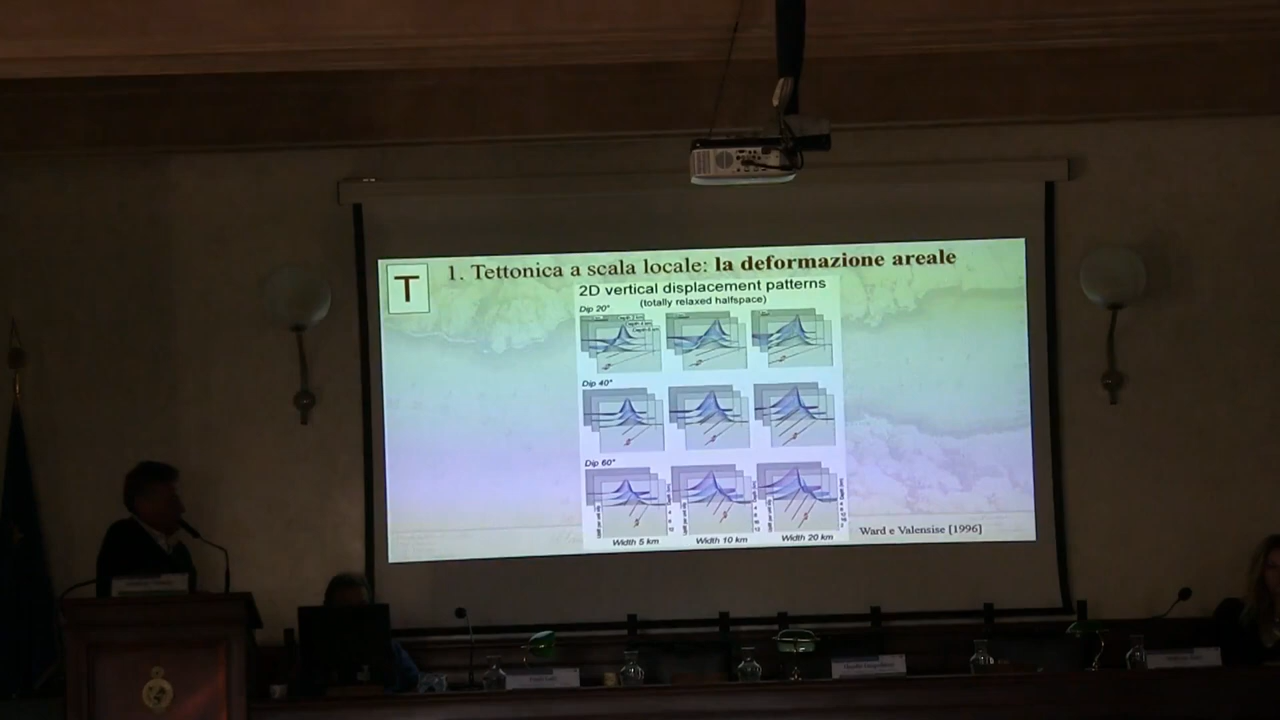 T
1. Tettonica a scala locale: la deformazione areale
2D vertical displacement patterns
(totally relaxed halfspace)
Dip 20°
Dip 40°
Dip 60°
Width 5 km
Width 10 km
Width 20 km
Ward e Valensise [1996]